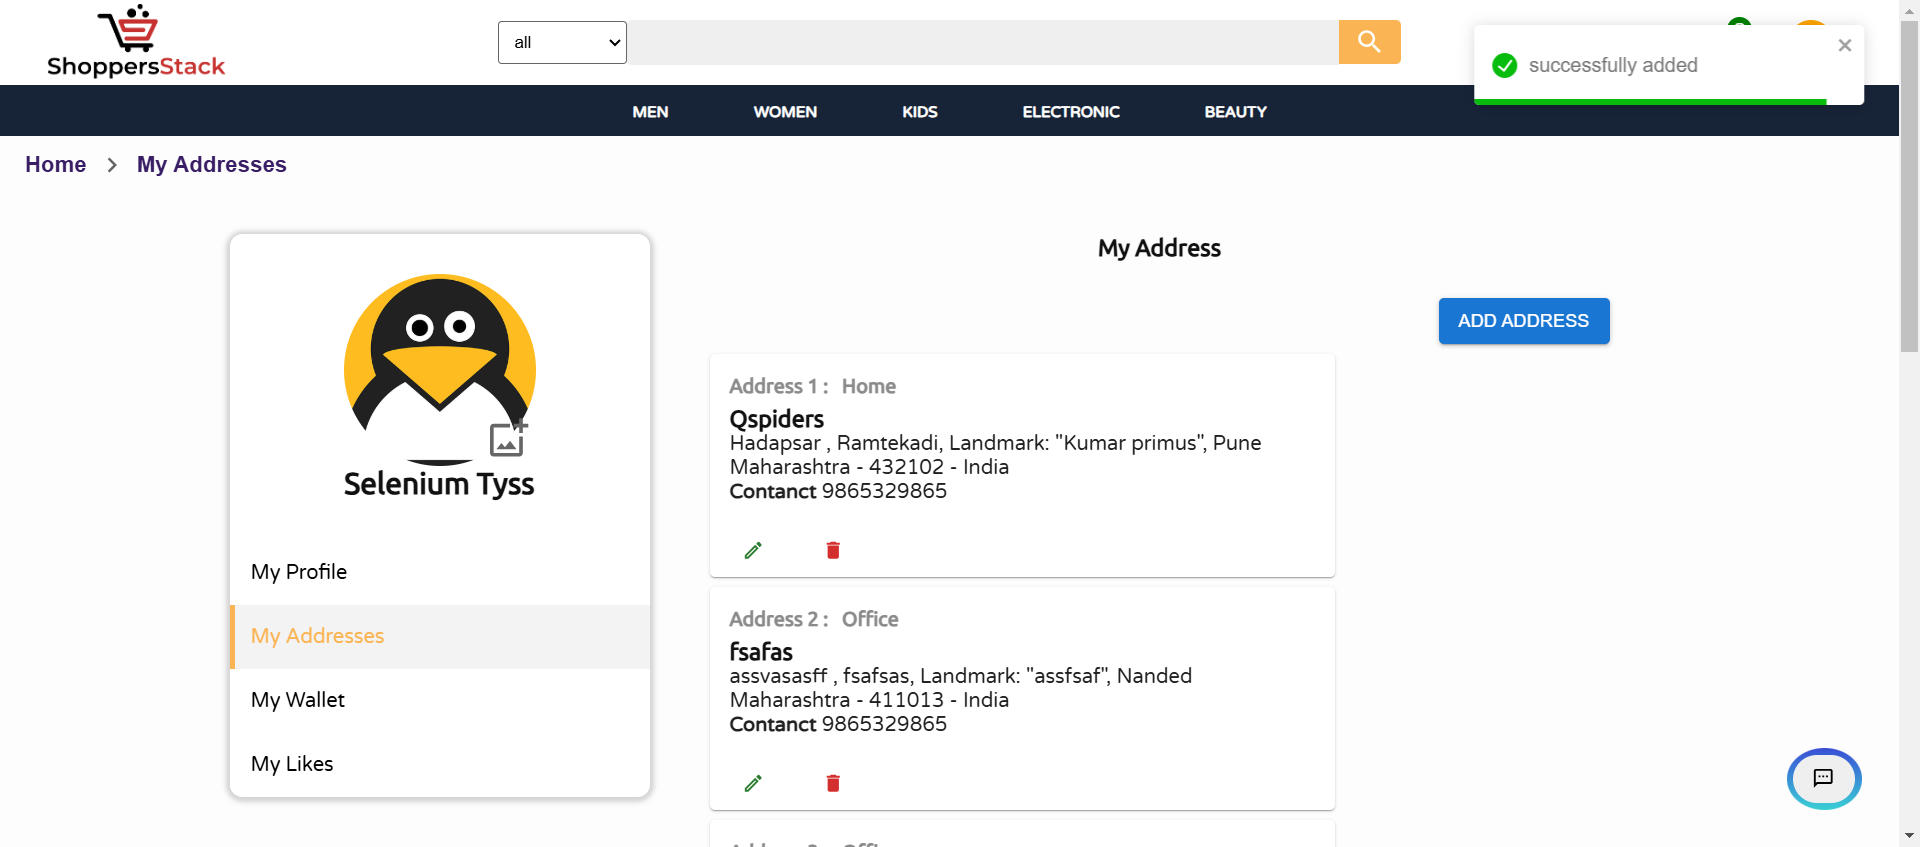 ShoppersStack
all
successfully added
MEN
WOMEN
KIDS
ELECTRONIC
BEAUTY
Home
My Addresses
My Address
ADD ADDRESS
Selenium Tyss
My Profile
My Addresses
My Wallet
My Likes
Address 1 : Home
Qspiders
Hadapsar , Ramtekadi, Landmark: "Kumar primus", Pune
Maharashtra - 432102 - India
Contanct 9865329865
Address 2 : Office
fsafas
assvasasff , fsafsas, Landmark: "assfsaf", Nanded
Maharashtra - 411013 - India
Contanct 9865329865